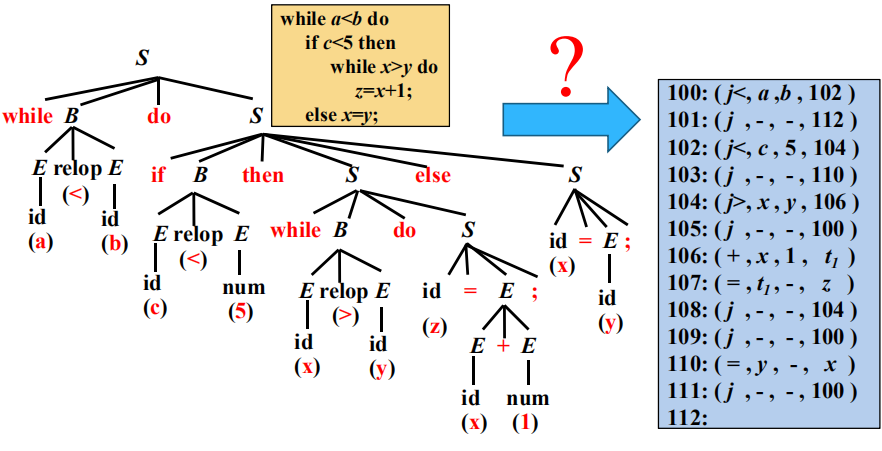 while a<b do
if c<5 then
while x>y do
z=x+1;
else x=y;
?
S
while B do S
E relop E if B then S else S
(<)
id id
(a) (b)
E relop E while B do S id = E ;
(<) (x)
id num E relop E id = E ; id
(c) (5) (>) (z) (y)
id id E + E
(x) (y)
id num
(x) (1)
100: ( j<, a ,b , 102 )
101: ( j , - , - , 112 )
102: ( j<, c , 5 , 104 )
103: ( j , - , - , 110 )
104: ( j>, x , y , 106 )
105: ( j , - , - , 100 )
106: ( + , x , 1 , t1 )
107: ( = , t1 , - , z )
108: ( j , - , - , 104 )
109: ( j , - , - , 100 )
110: ( = , y , - , x )
111: ( j , - , - , 100 )
112: